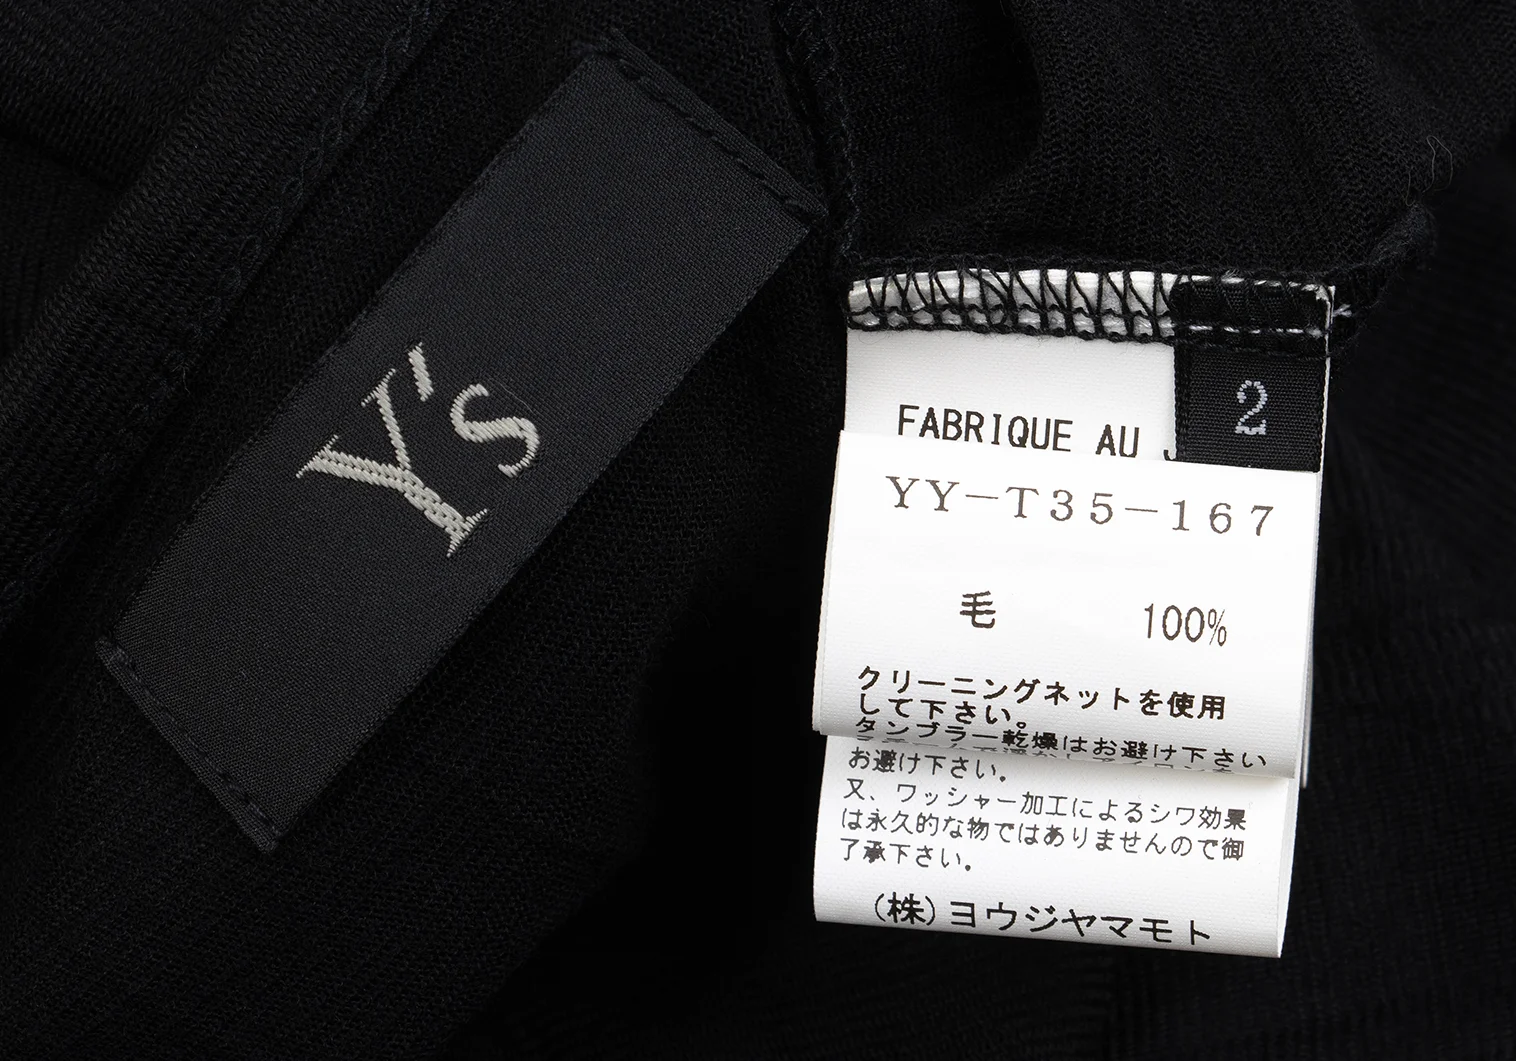 Y's
2
FABRIQUE AU
YY-T35-167
毛 100%
クリーニングネットを使用
して下さい。
タンブラー乾燥はお避け下さい
お避け下さい。
又、ワッシャー加工によるシワ効果
は永久的な物ではありませんので御
了承下さい。
(株)ヨウジヤマモト